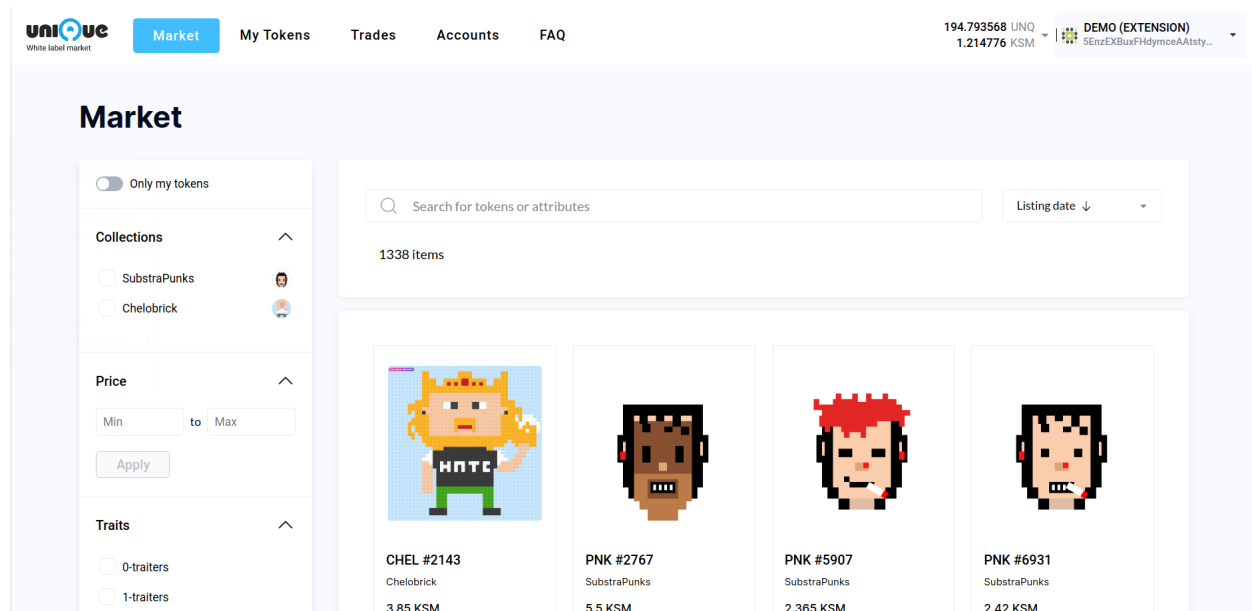 unique
White label market
Market
My Tokens
Trades
Accounts
FAQ
194.793568 UNQ
1.214776 KSM
DEMO (EXTENSION)
5EnzEXBuxFHdymceAAtsty...
Market
Only my tokens
Collections
SubstraPunks
Chelobrick
Price
Min to Max
Apply
Traits
0-traiters
1-traiters
Search for tokens or attributes
Listing date ↓
1338 items
НПТС
CHEL #2143
Chelobrick
3.85 KSM
PNK #2767
SubstraPunks
5.5 KSM
PNK #5907
SubstraPunks
2.365 KSM
PNK #6931
SubstraPunks
2.42 KSM